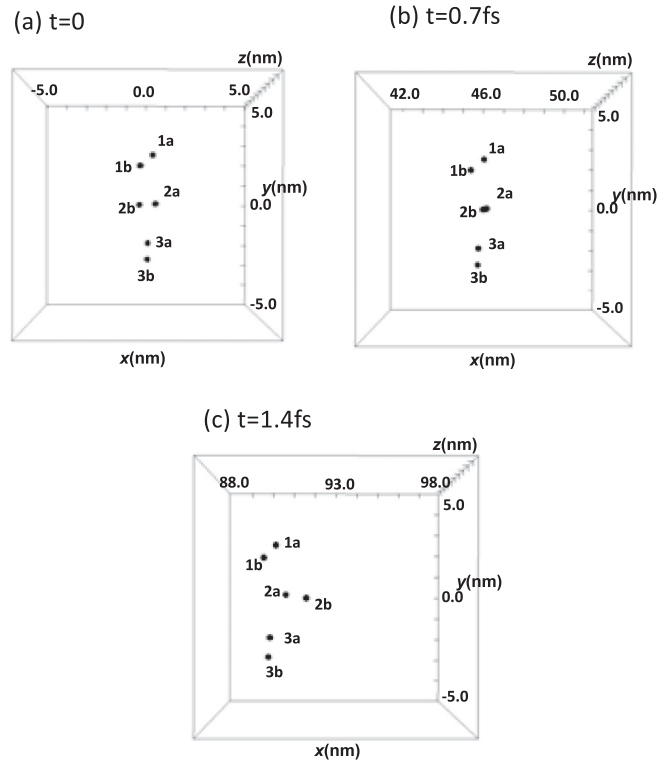 (a) t=0
z(nm)
-5.0 0.0 5.0
5.0
1a
1b
2a
y(nm)
2b
0.0
3a
3b
-5.0
x(nm)
(b) t=0.7fs
z(nm)
42.0 46.0 50.0
5.0
1a
1b
2a
y(nm)
2b
0.0
3a
3b
-5.0
x(nm)
(c) t=1.4fs
z(nm)
88.0 93.0 98.0
5.0
1a
1b
y(nm)
2a
2b
0.0
3a
3b
-5.0
x(nm)